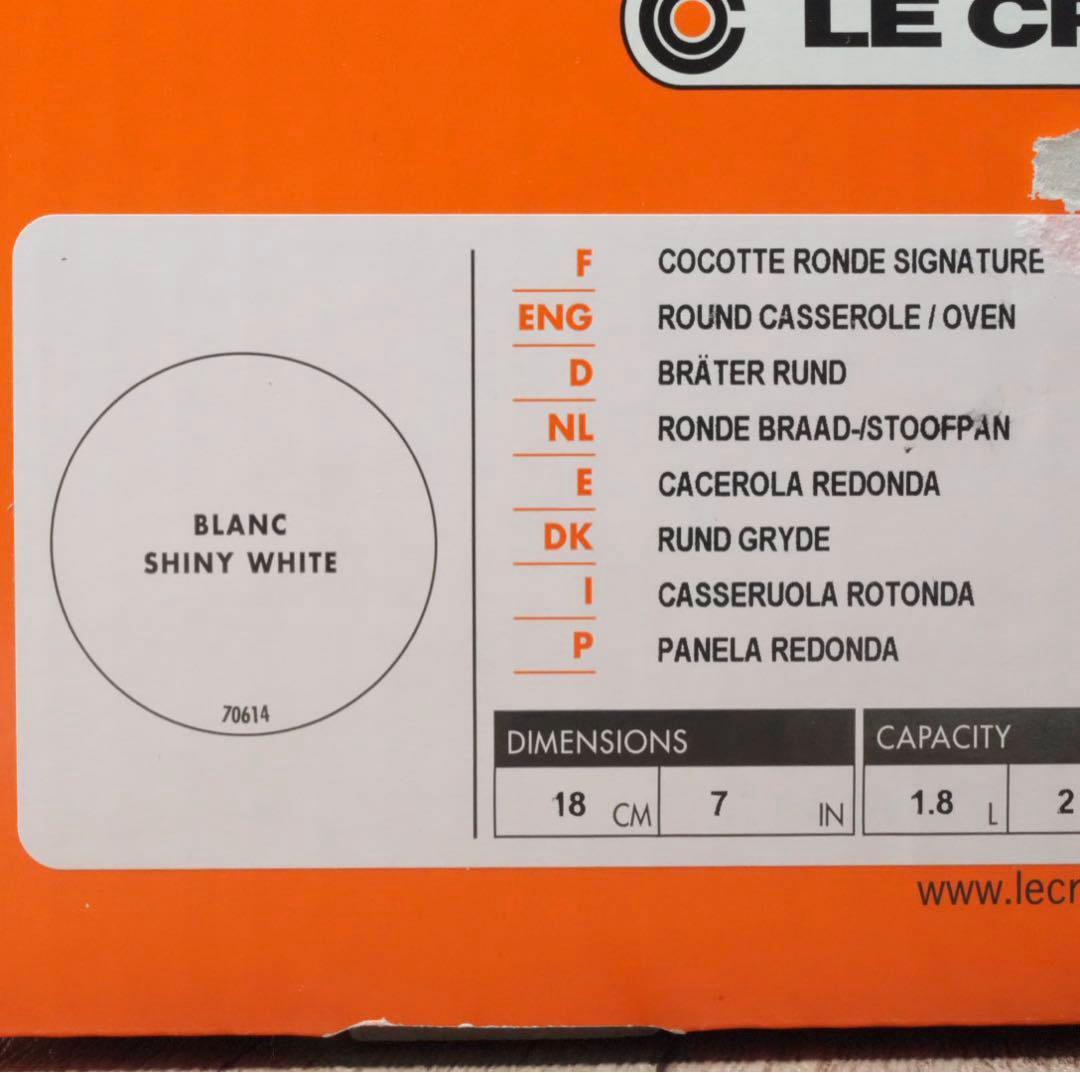 LE C
BLANC
SHINY WHITE
70614
F COCOTTE RONDE SIGNATURE
ENG ROUND CASSEROLE / OVEN
D BRÄTER RUND
NL RONDE BRAAD-/STOOFPAN
E CACEROLA REDONDA
DK RUND GRYDE
I CASSERUOLA ROTONDA
P PANELA REDONDA
DIMENSIONS CAPACITY
18 CM 7 IN 1.8 L 2
www.lecr